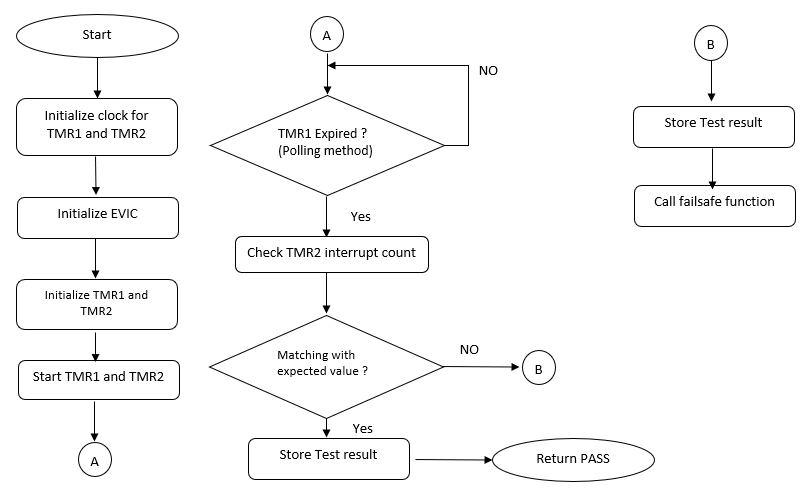 Start
Initialize clock for
TMR1 and TMR2
Initialize EVIC
Initialize TMR1 and
TMR2
Start TMR1 and TMR2
A
A
NO
TMR1 Expired ?
(Polling method)
Yes
Check TMR2 interrupt count
Matching with
expected value ?
NO
B
Yes
Store Test result
Return PASS
B
Store Test result
Call failsafe function